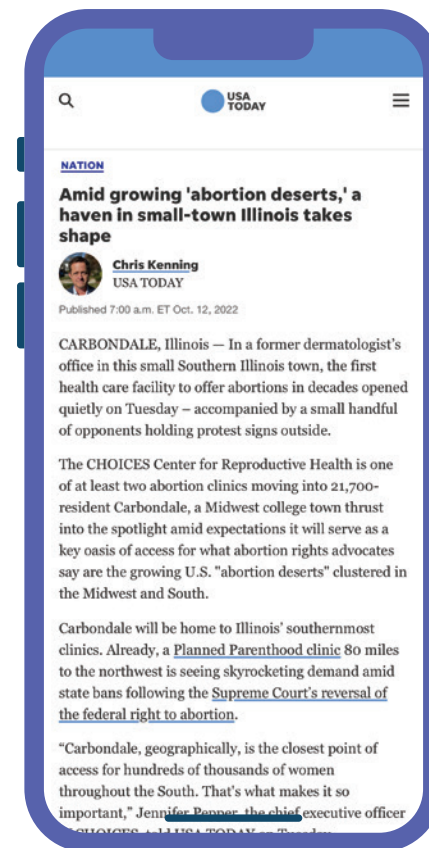 USA
TODAY
NATION
Amid growing 'abortion deserts,' a
haven in small-town Illinois takes
shape
Chris Kenning
USA TODAY
Published 7:00 a.m. ET Oct. 12, 2022
CARBONDALE, Illinois — In a former dermatologist’s
office in this small Southern Illinois town, the first
health care facility to offer abortions in decades opened
quietly on Tuesday – accompanied by a small handful
of opponents holding protest signs outside.
The CHOICES Center for Reproductive Health is one
of at least two abortion clinics moving into 21,700-
resident Carbondale, a Midwest college town thrust
into the spotlight amid expectations it will serve as a
key oasis of access for what abortion rights advocates
say are the growing U.S. "abortion deserts" clustered in
the Midwest and South.
Carbondale will be home to Illinois’ southernmost
clinics. Already, a Planned Parenthood clinic 80 miles
to the northwest is seeing skyrocketing demand amid
state bans following the Supreme Court’s reversal of
the federal right to abortion.
“Carbondale, geographically, is the closest point of
access for hundreds of thousands of women
throughout the South. That's what makes it so
important,” Jennifer Pepper, the chief executive officer
CHOICES, told USA TODAY on Tuesday